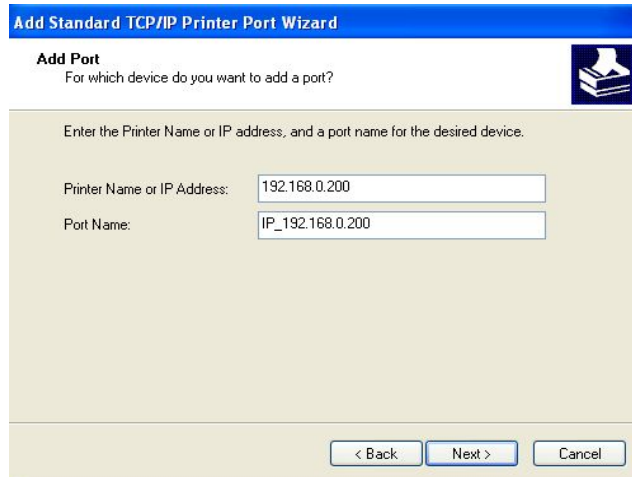 Add Standard TCP/IP Printer Port Wizard
Add Port
For which device do you want to add a port?
Enter the Printer Name or IP address, and a port name for the desired device.
Printer Name or IP Address: 192.168.0.200
Port Name: IP_192.168.0.200
< Back Next > Cancel